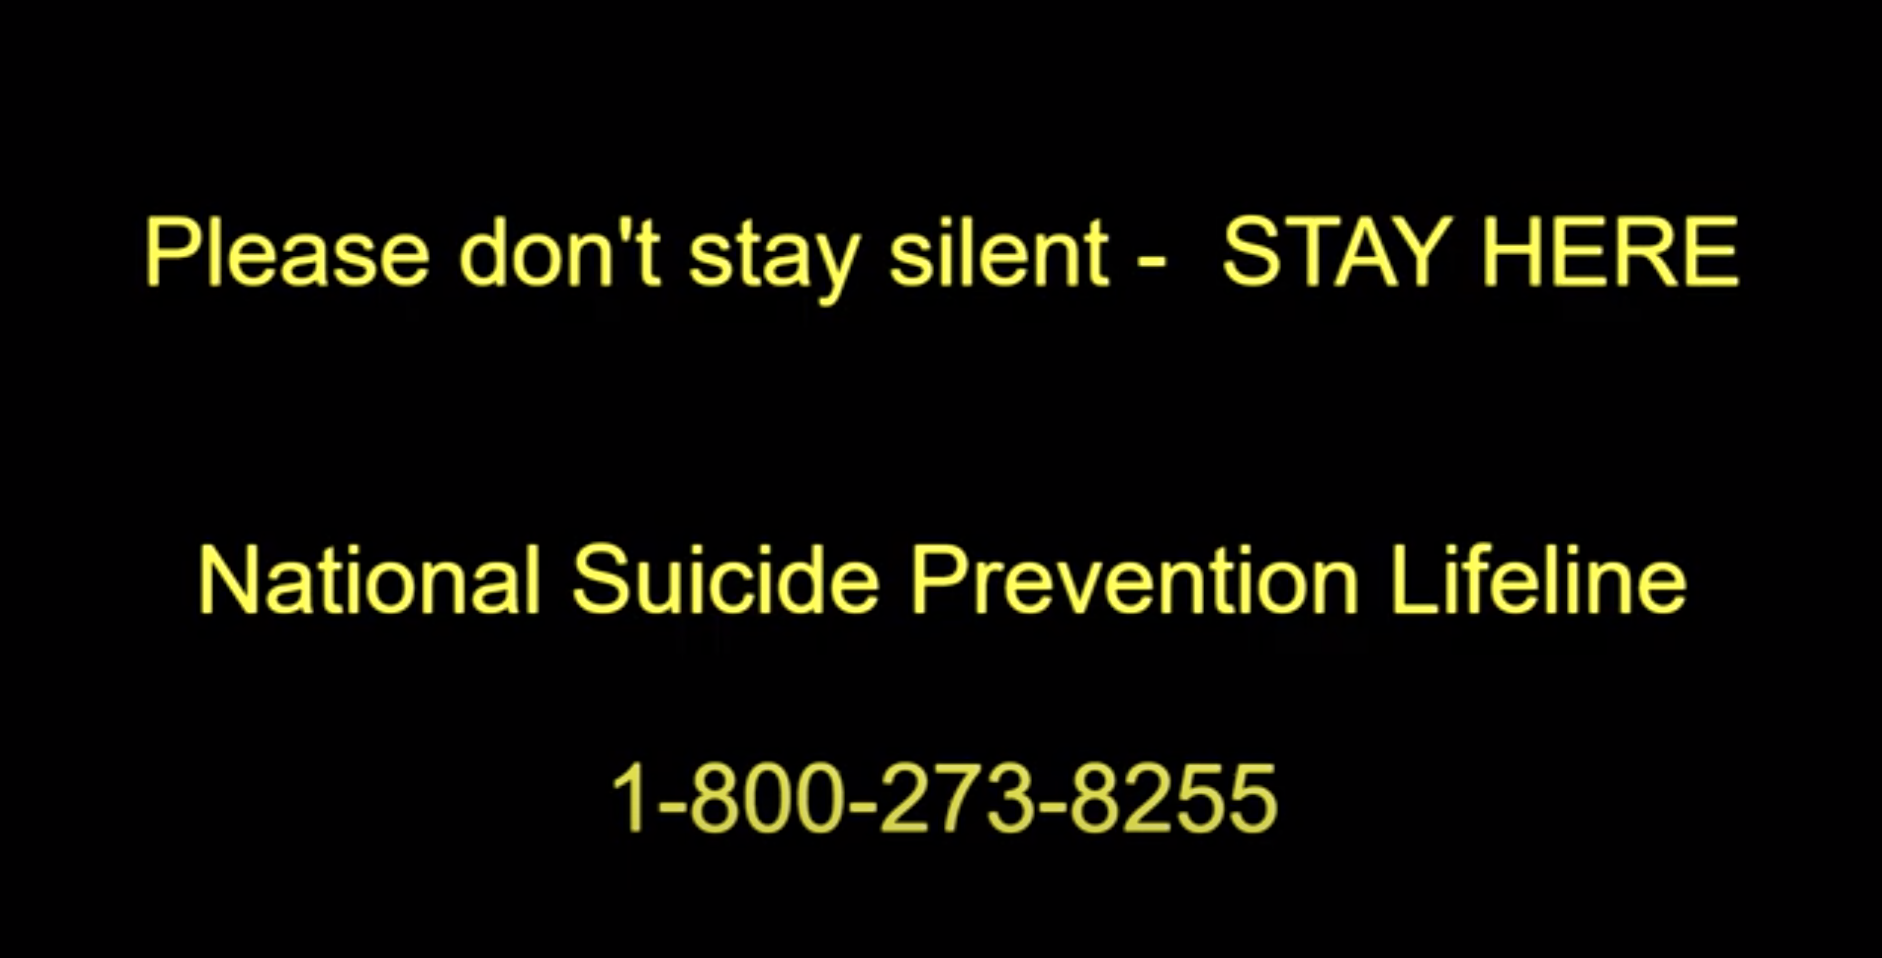 Please don't stay silent -  STAY HERE
National Suicide Prevention Lifeline
1-800-273-8255